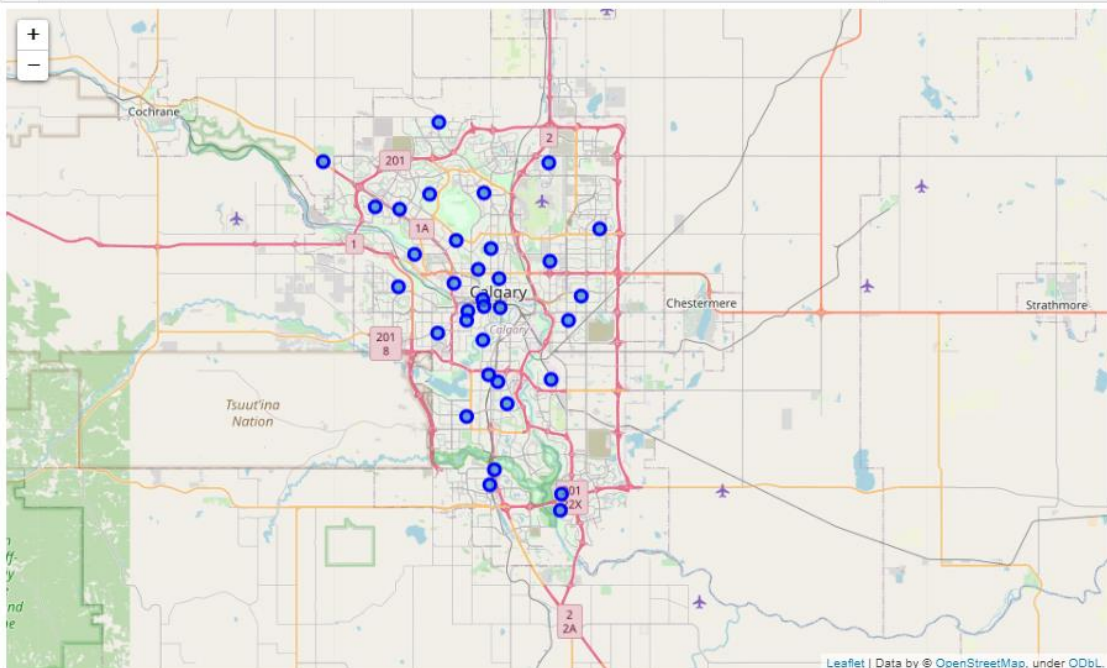 +
−
Cochrane
2
201
1A
1
Calgary
Chestermere
Strathmore
201
8
Calgary
Tsuut'ina
Nation
01
2X
2
2A
Leaflet | Data by © OpenStreetMap, under ODbL.